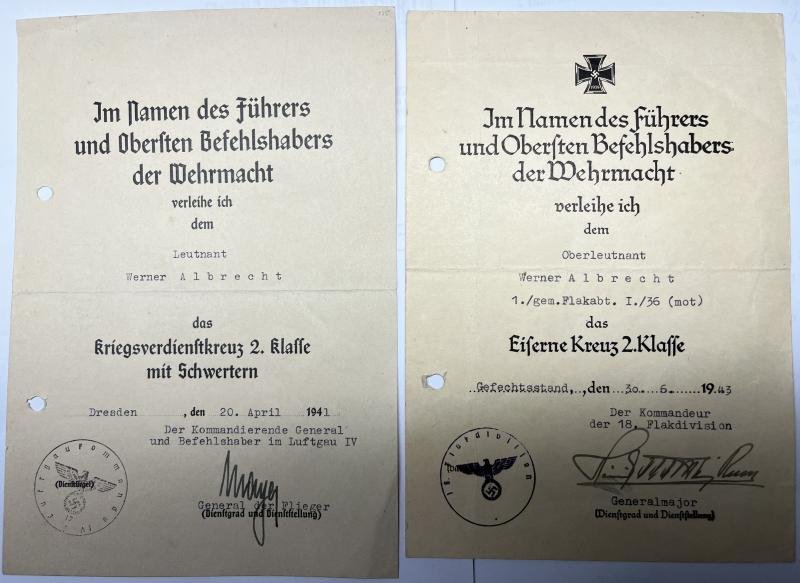 Im Namen des Führers
und Obersten Befehlshabers
der Wehrmacht
verleihe ich
dem
Leutnant
Werner Albrecht
das
Kriegsverdienstkreuz 2. Klasse
mit Schwertern
Dresden, den 20. April 1941
Der Kommandierende General
und Befehlshaber im Luftgau IV
Luftgaukommando IV
(Dienstsiegel)
General der Flieger
(Dienstgrad und Dienststellung)
1939
Im Namen des Führers
und Obersten Befehlshabers
der Wehrmacht
verleihe ich
dem
Oberleutnant
Werner Albrecht
1./gem.Flakabt. I./36 (mot)
das
Eiserne Kreuz 2.Klasse
Gefechtsstand, den 30. 6. 1943
Der Kommandeur
der 18. Flakdivision
Generalmajor
(Dienstgrad und Dienststellung)